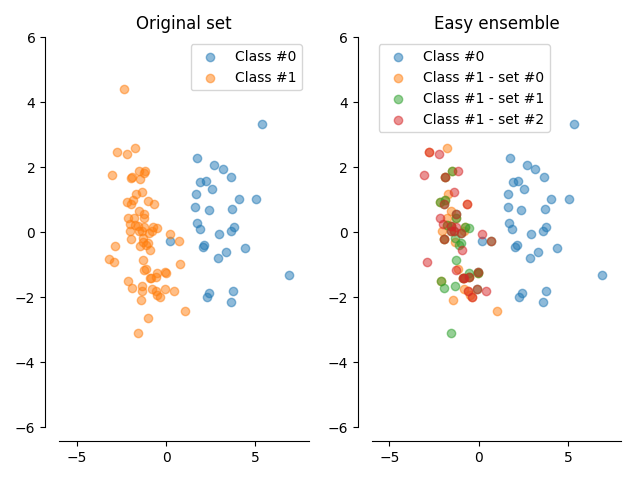 Original set
Easy ensemble
Class #0
Class #1
Class #0
Class #1 - set #0
Class #1 - set #1
Class #1 - set #2
6
4
2
0
−2
−4
−6
−5
0
5
6
4
2
0
−2
−4
−6
−5
0
5